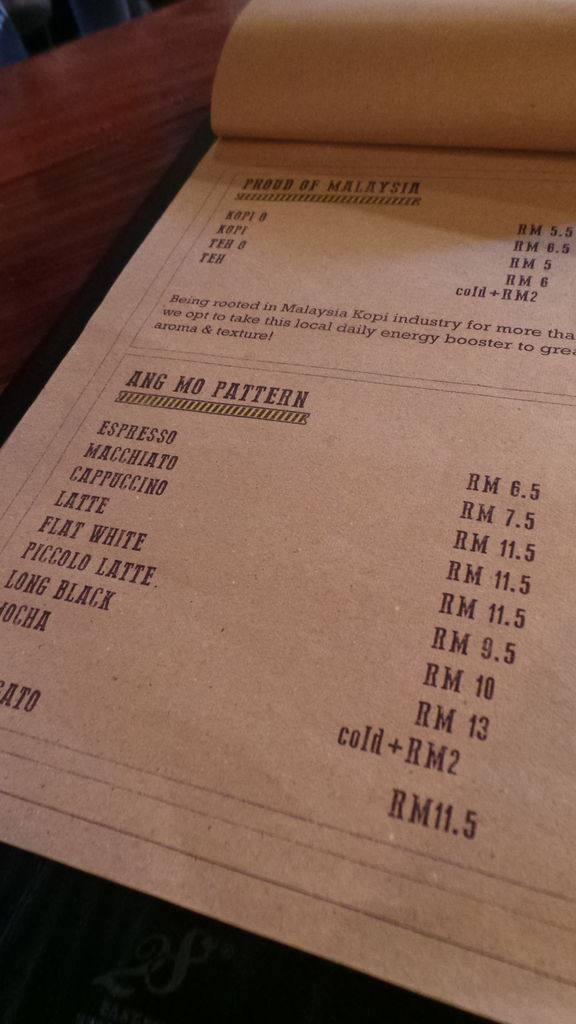 PROUD OF MALAYSIA
KOPI O RM 5.5
KOPI RM 6.5
TEH O RM 5
TEH RM 6
cold+RM2
Being rooted in Malaysia Kopi industry for more tha
we opt to take this local daily energy booster to grea
aroma & texture!
ANG MO PATTERN
ESPRESSO RM 6.5
MACCHIATO RM 7.5
CAPPUCCINO RM 11.5
LATTE RM 11.5
FLAT WHITE RM 11.5
PICCOLO LATTE RM 9.5
LONG BLACK RM 10
MOCHA RM 13
cold+RM2
GATO RM11.5
28